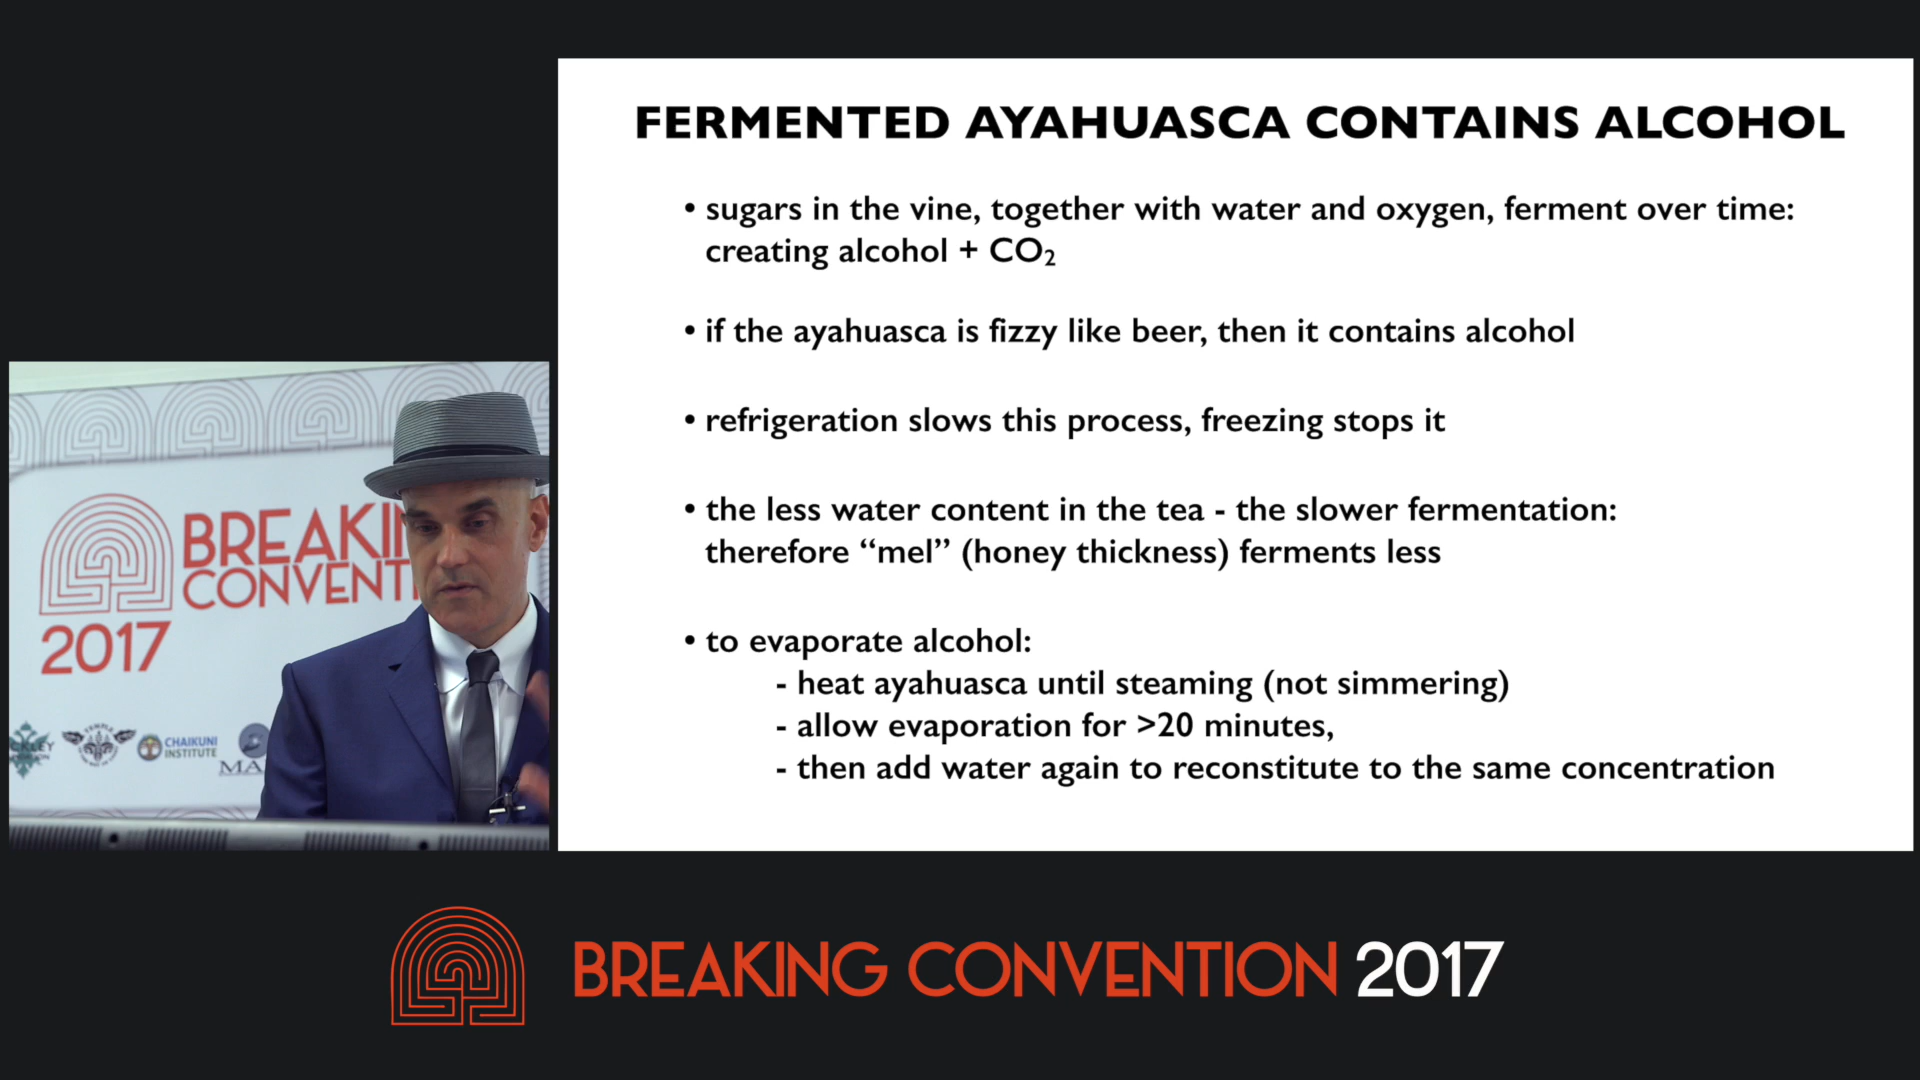 FERMENTED AYAHUASCA CONTAINS ALCOHOL
• sugars in the vine, together with water and oxygen, ferment over time:
creating alcohol + CO₂
• if the ayahuasca is fizzy like beer, then it contains alcohol
• refrigeration slows this process, freezing stops it
• the less water content in the tea - the slower fermentation:
therefore “mel” (honey thickness) ferments less
• to evaporate alcohol:
- heat ayahuasca until steaming (not simmering)
- allow evaporation for >20 minutes,
- then add water again to reconstitute to the same concentration
BREAKIN
CONVENT
2017
CKLEY
TEMPLE
CHAIKUNI
INSTITUTE
MA
BREAKING CONVENTION 2017